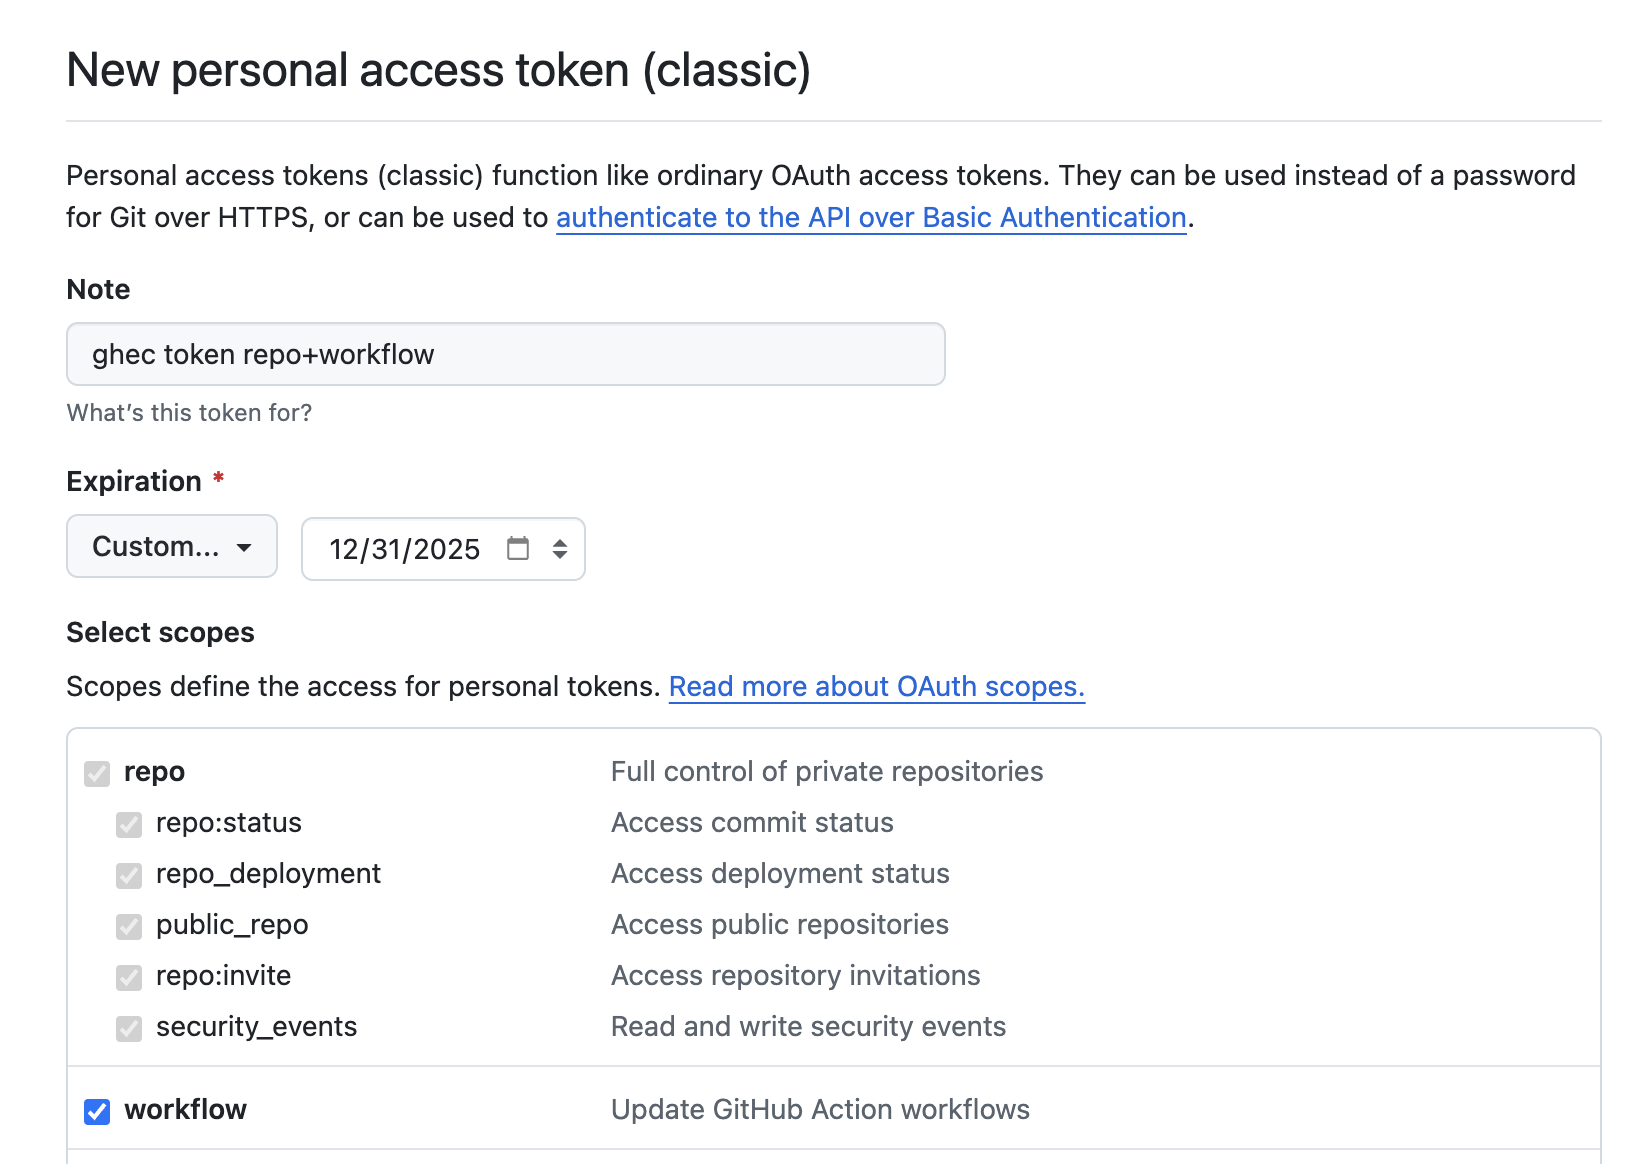 New personal access token (classic)
Personal access tokens (classic) function like ordinary OAuth access tokens. They can be used instead of a password
for Git over HTTPS, or can be used to authenticate to the API over Basic Authentication.
Note
ghec token repo+workflow
What's this token for?
Expiration *
Custom... 12/31/2025
Select scopes
Scopes define the access for personal tokens. Read more about OAuth scopes.
repo Full control of private repositories
repo:status Access commit status
repo_deployment Access deployment status
public_repo Access public repositories
repo:invite Access repository invitations
security_events Read and write security events
workflow Update GitHub Action workflows